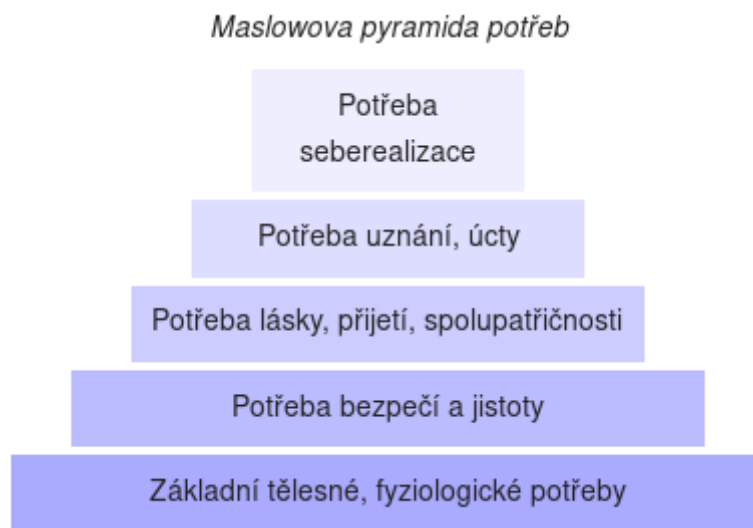 Maslowova pyramida potřeb
Potřeba
seberealizace
Potřeba uznání, úcty
Potřeba lásky, přijetí, spolupatřičnosti
Potřeba bezpečí a jistoty
Základní tělesné, fyziologické potřeby